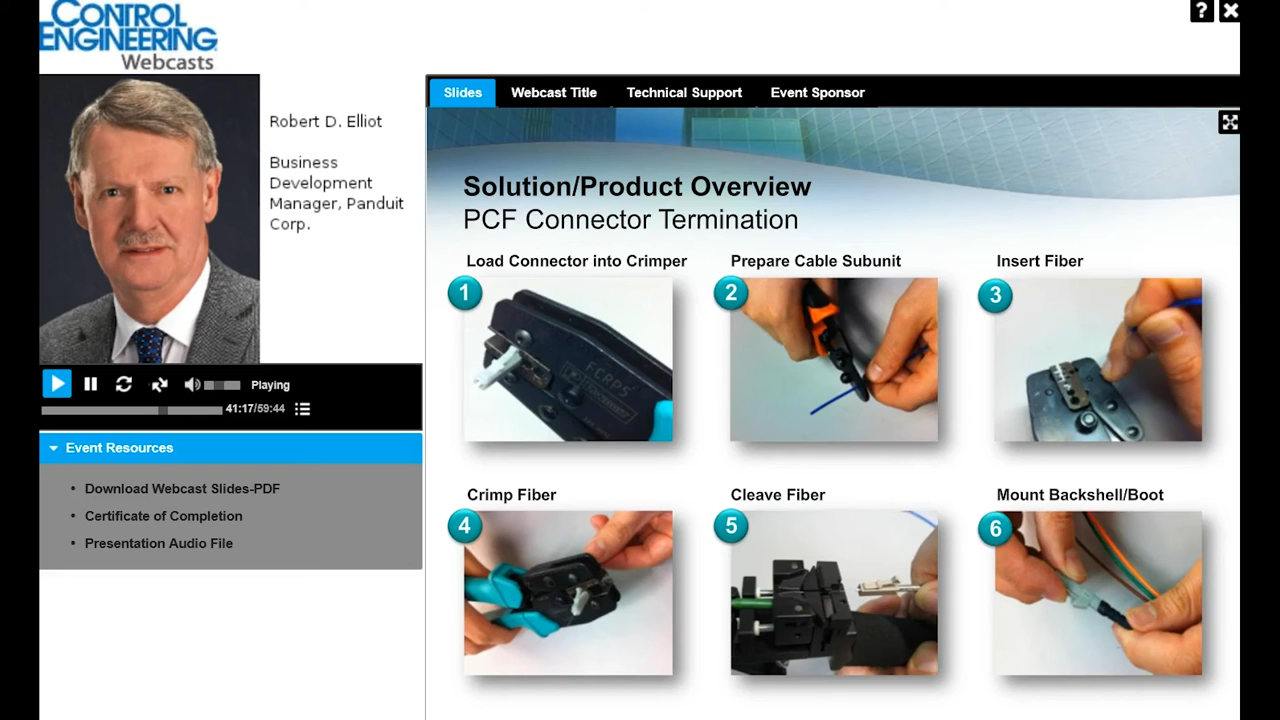 CONTROL
ENGINEERING
Webcasts
? 
Robert D. Elliot
Business
Development
Manager, Panduit
Corp.
Playing
41:17/59:44
Event Resources
• Download Webcast Slides-PDF
• Certificate of Completion
• Presentation Audio File
Slides Webcast Title Technical Support Event Sponsor
Solution/Product Overview
PCF Connector Termination
Load Connector into Crimper
1
FCRP5
Prepare Cable Subunit
2
Insert Fiber
3
Crimp Fiber
4
Cleave Fiber
5
Mount Backshell/Boot
6